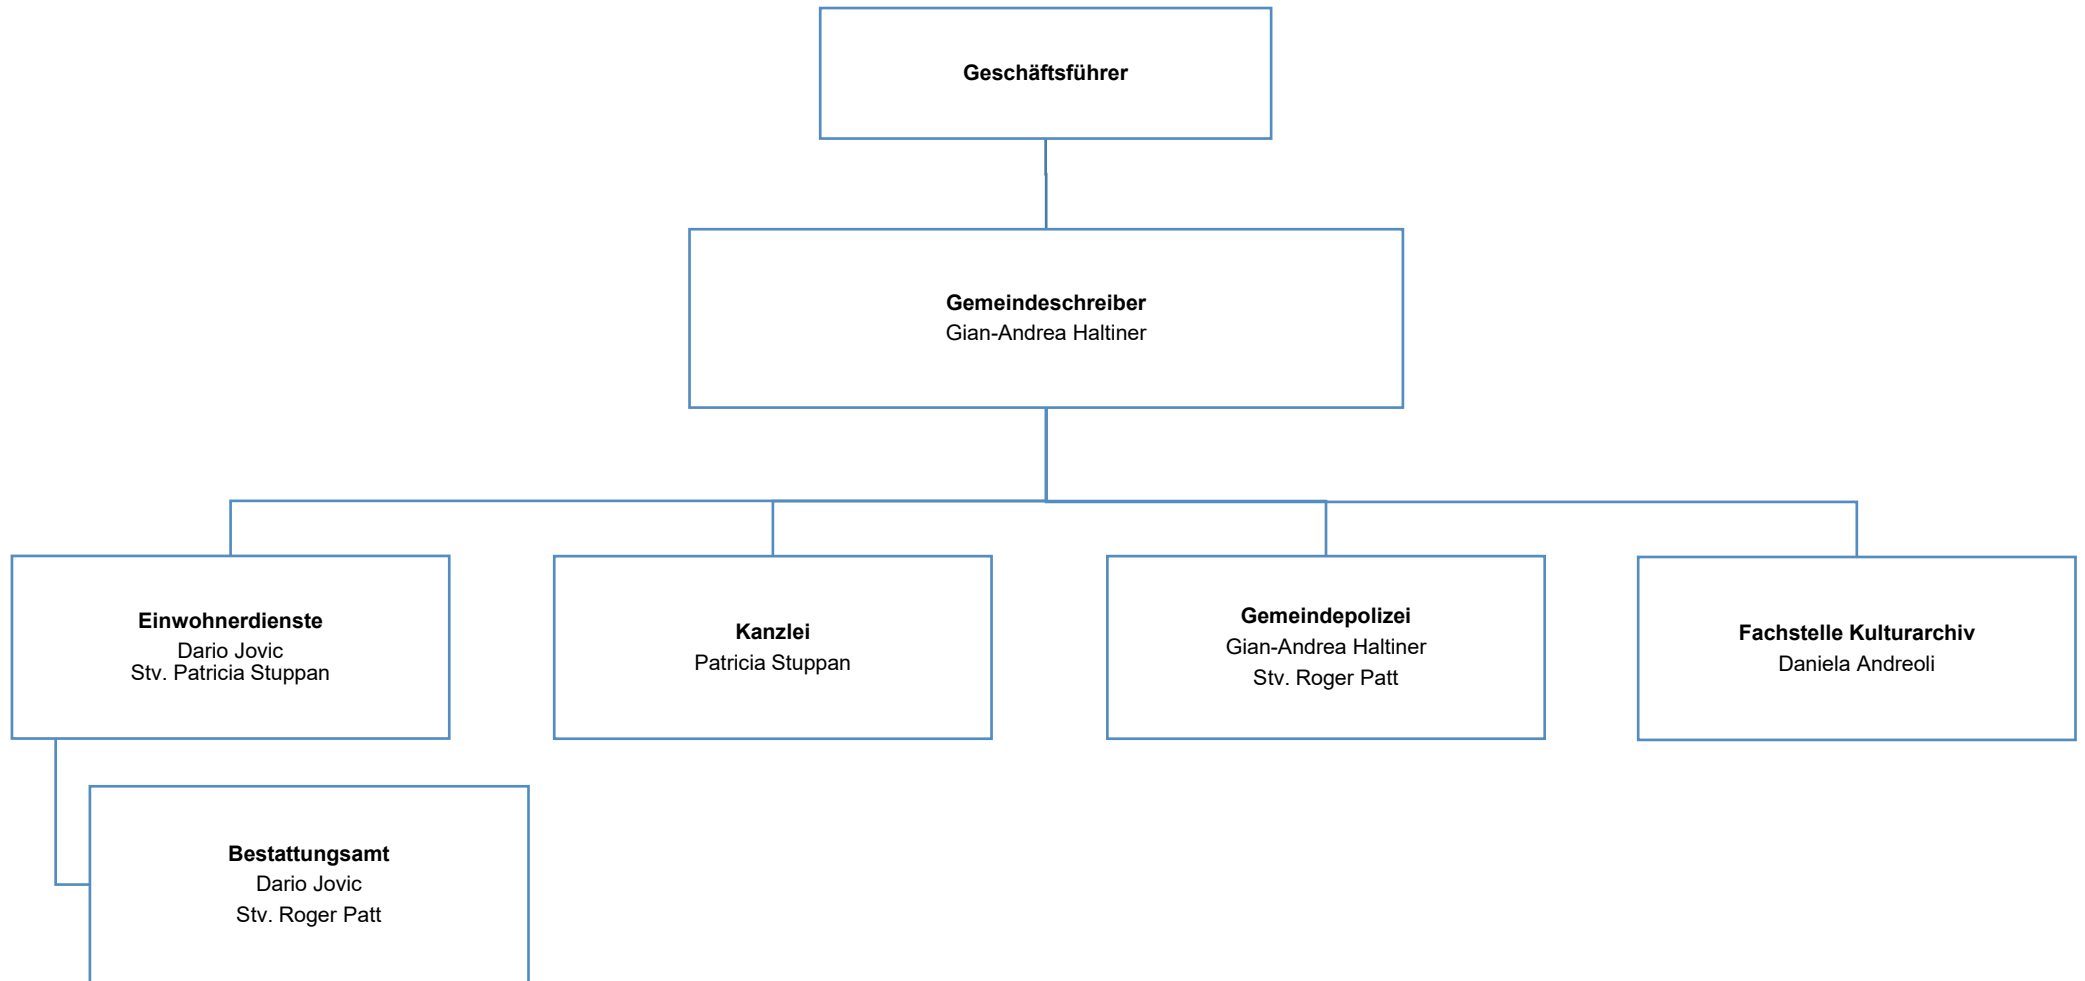 Geschäftsführer
Gemeindeschreiber
Gian-Andrea Haltiner
Einwohnerdienste
Dario Jovic
Stv. Patricia Stuppan
Kanzlei
Patricia Stuppan
Gemeindepolizei
Gian-Andrea Haltiner
Stv. Roger Patt
Fachstelle Kulturarchiv
Daniela Andreoli
Bestattungsamt
Dario Jovic
Stv. Roger Patt